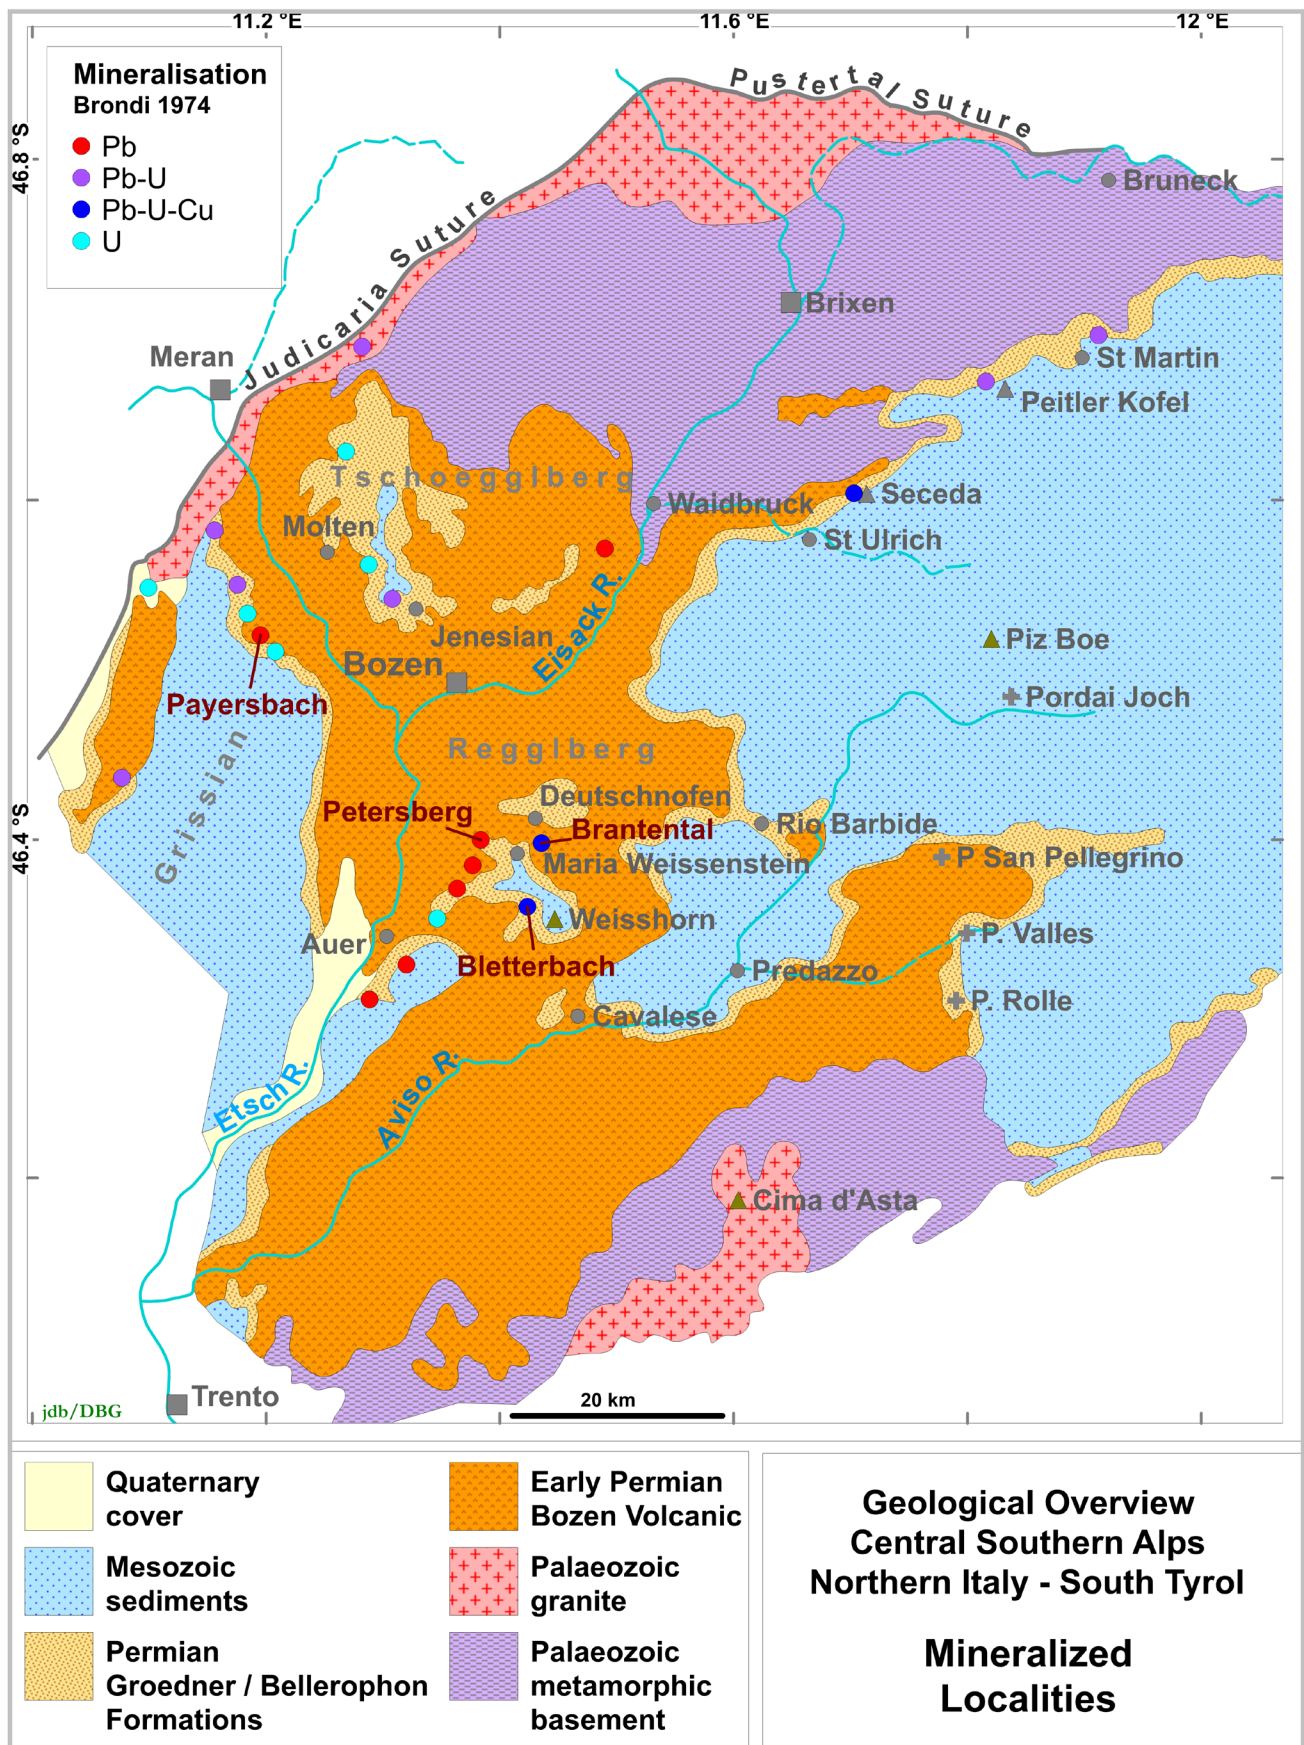 11.2 °E
11.6 °E
12 °E
Mineralisation
Brondi 1974
Pb
Pb-U
Pb-U-Cu
U
46.8 °S
46.4 °S
Pustertal Suture
Judicaria Suture
Bruneck
Brixen
Meran
St Martin
Peitler Kofel
Tschoegglberg
Seceda
Waidbruck
Molten
St Ulrich
Eisack R.
Jenesian
Piz Boe
Bozen
Pordai Joch
Payersbach
Grissian
Regglberg
Deutschnofen
Petersberg
Brantental
Rio Barbide
Maria Weissenstein
P San Pellegrino
Weisshorn
P. Valles
Auer
Bletterbach
Predazzo
P. Rolle
Cavalese
Etsch R.
Aviso R.
Cima d'Asta
Trento
20 km
jdb/DBG
Quaternary
cover
Mesozoic
sediments
Permian
Groedner / Bellerophon
Formations
Early Permian
Bozen Volcanic
Palaeozoic
granite
Palaeozoic
metamorphic
basement
Geological Overview
Central Southern Alps
Northern Italy - South Tyrol
Mineralized
Localities